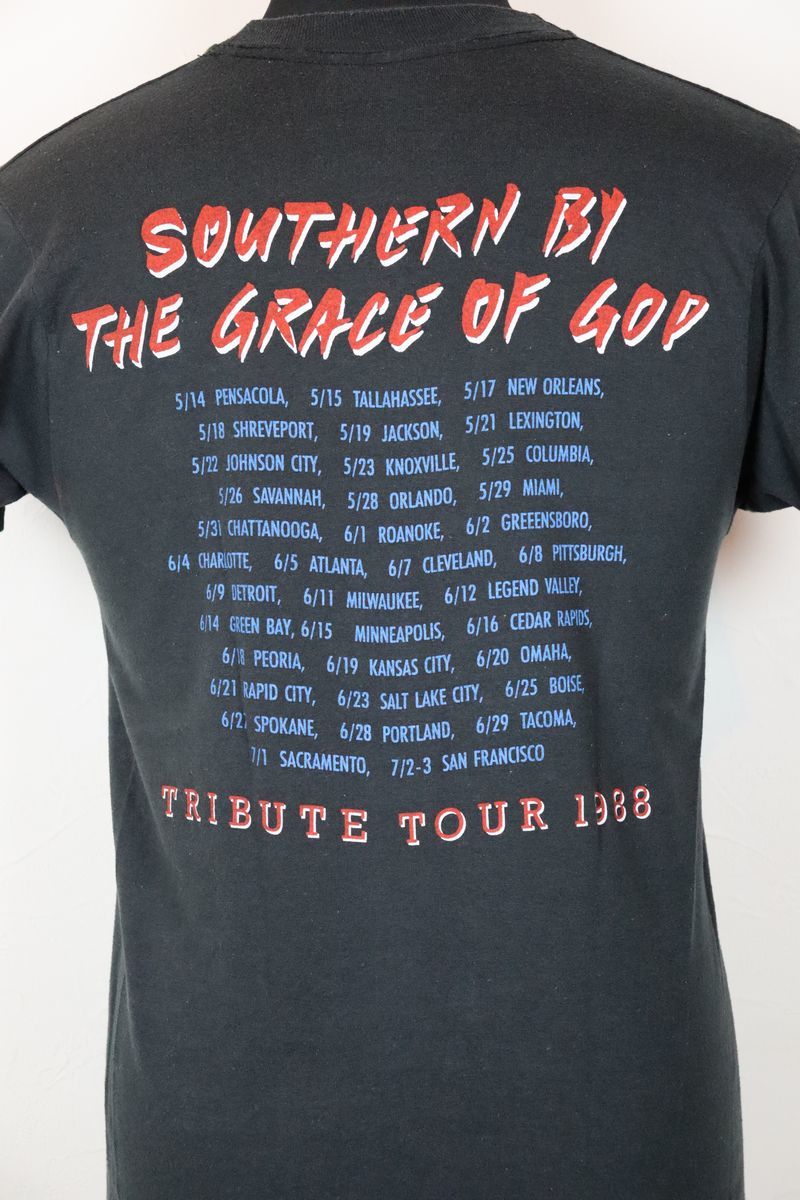 SOUTHERN BY
THE GRACE OF GOD
5/14 PENSACOLA, 5/15 TALLAHASSEE, 5/17 NEW ORLEANS,
5/18 SHREVEPORT, 5/19 JACKSON, 5/21 LEXINGTON,
5/22 JOHNSON CITY, 5/23 KNOXVILLE, 5/25 COLUMBIA,
5/26 SAVANNAH, 5/28 ORLANDO, 5/29 MIAMI,
5/31 CHATTANOOGA, 6/1 ROANOKE, 6/2 GREEENSBORO,
6/4 CHARLOTTE, 6/5 ATLANTA, 6/7 CLEVELAND, 6/8 PITTSBURGH,
6/9 DETROIT, 6/11 MILWAUKEE, 6/12 LEGEND VALLEY,
6/14 GREEN BAY, 6/15 MINNEAPOLIS, 6/16 CEDAR RAPIDS,
6/18 PEORIA, 6/19 KANSAS CITY, 6/20 OMAHA,
6/21 RAPID CITY, 6/23 SALT LAKE CITY, 6/25 BOISE,
6/27 SPOKANE, 6/28 PORTLAND, 6/29 TACOMA,
7/1 SACRAMENTO, 7/2-3 SAN FRANCISCO
TRIBUTE TOUR 1988